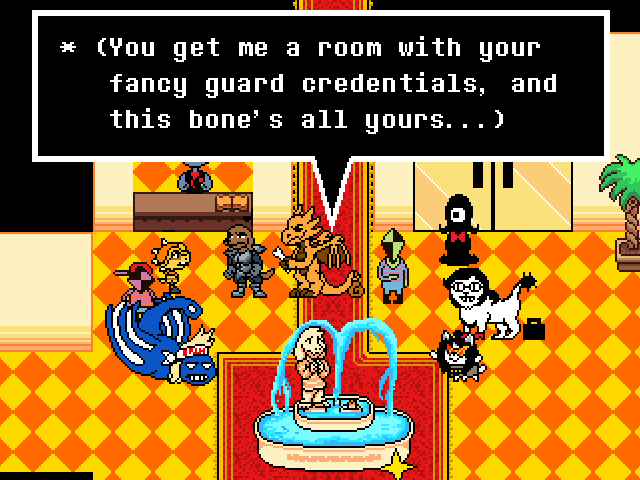 * (You get me a room with your
fancy guard credentials, and
this bone's all yours...)